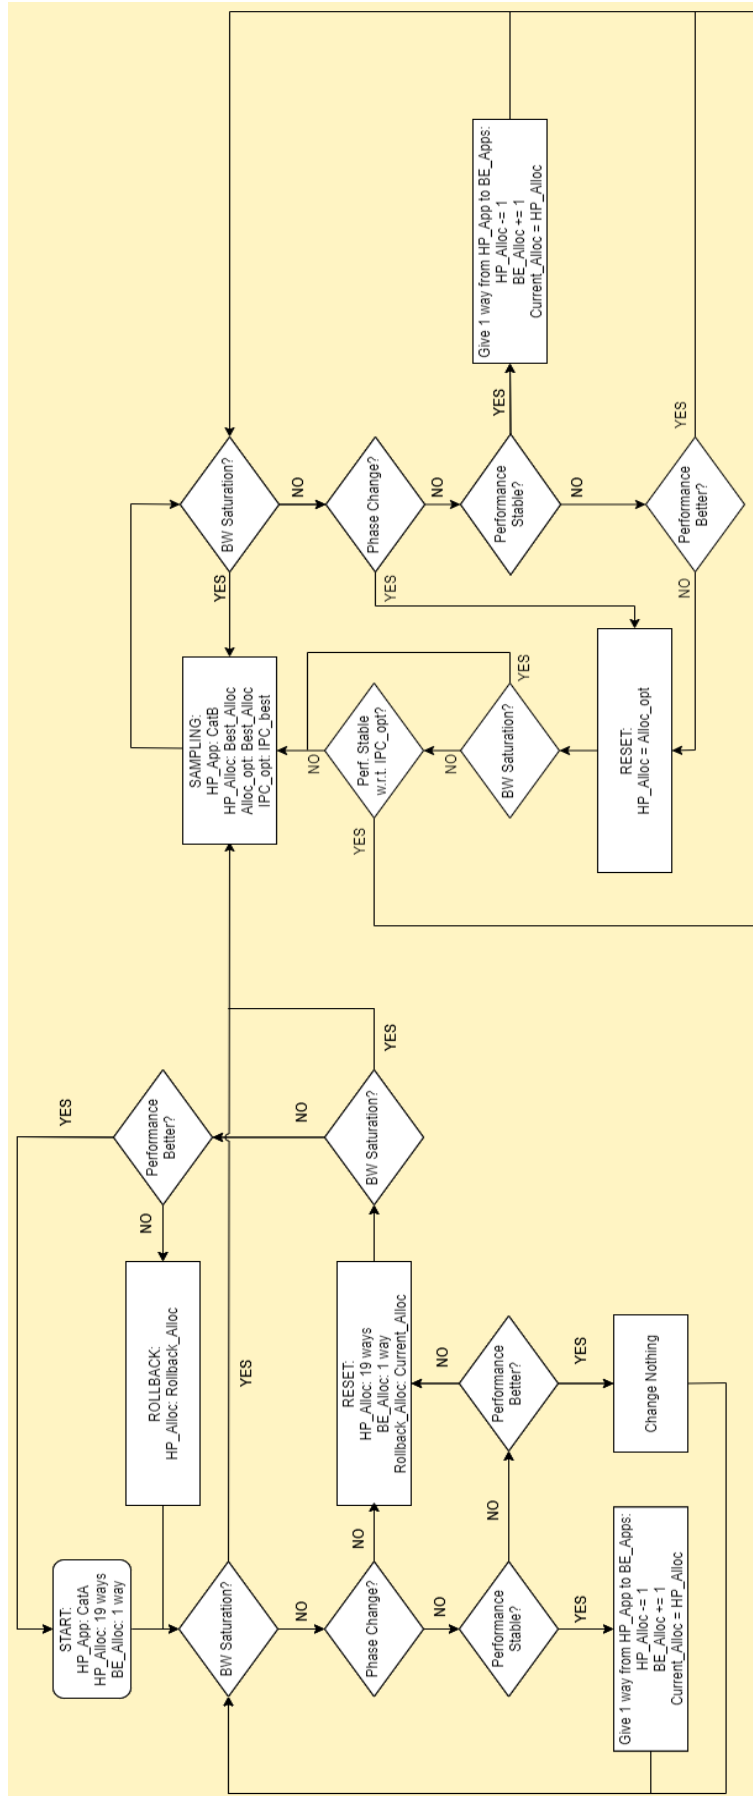 START:
HP_App: CatA
HP_Alloc: 19 ways
BE_Alloc: 1 way
BW Saturation?
YES
NO
Phase Change?
NO
NO
Performance
Stable?
YES
NO
Give 1 way from HP_App to BE_Apps:
HP_Alloc -= 1
BE_Alloc += 1
Current_Alloc = HP_Alloc
Performance
Better?
NO
YES
Change Nothing
RESET:
HP_Alloc: 19 ways
BE_Alloc: 1 way
Rollback_Alloc: Current_Alloc
BW Saturation?
YES
NO
Performance
Better?
YES
NO
ROLLBACK:
HP_Alloc: Rollback_Alloc
SAMPLING:
HP_App: CatB
HP_Alloc: Best_Alloc
Alloc_opt: Best_Alloc
IPC_opt: IPC_best
BW Saturation?
YES
NO
Phase Change?
YES
NO
Performance
Stable?
YES
NO
Give 1 way from HP_App to BE_Apps:
HP_Alloc -= 1
BE_Alloc += 1
Current_Alloc = HP_Alloc
Performance
Better?
YES
NO
RESET:
HP_Alloc = Alloc_opt
BW Saturation?
YES
NO
Perf. Stable
w.r.t. IPC_opt?
YES
NO